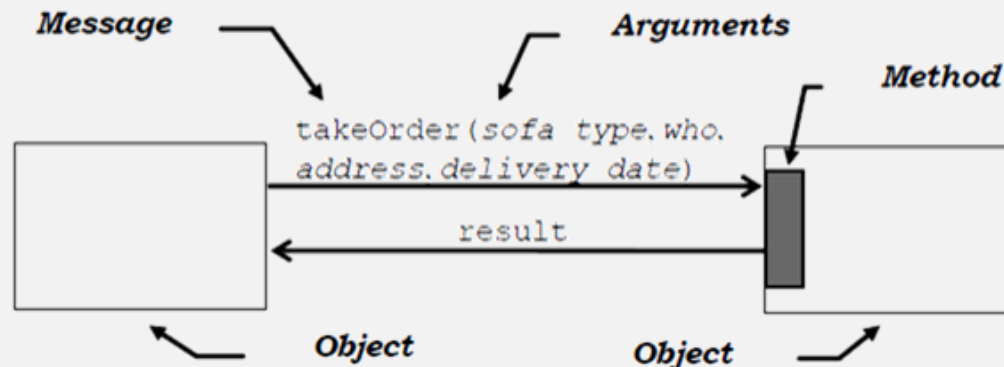 Message
Arguments
Method
takeOrder(sofa type,who,
address,delivery date)
result
Object
Object